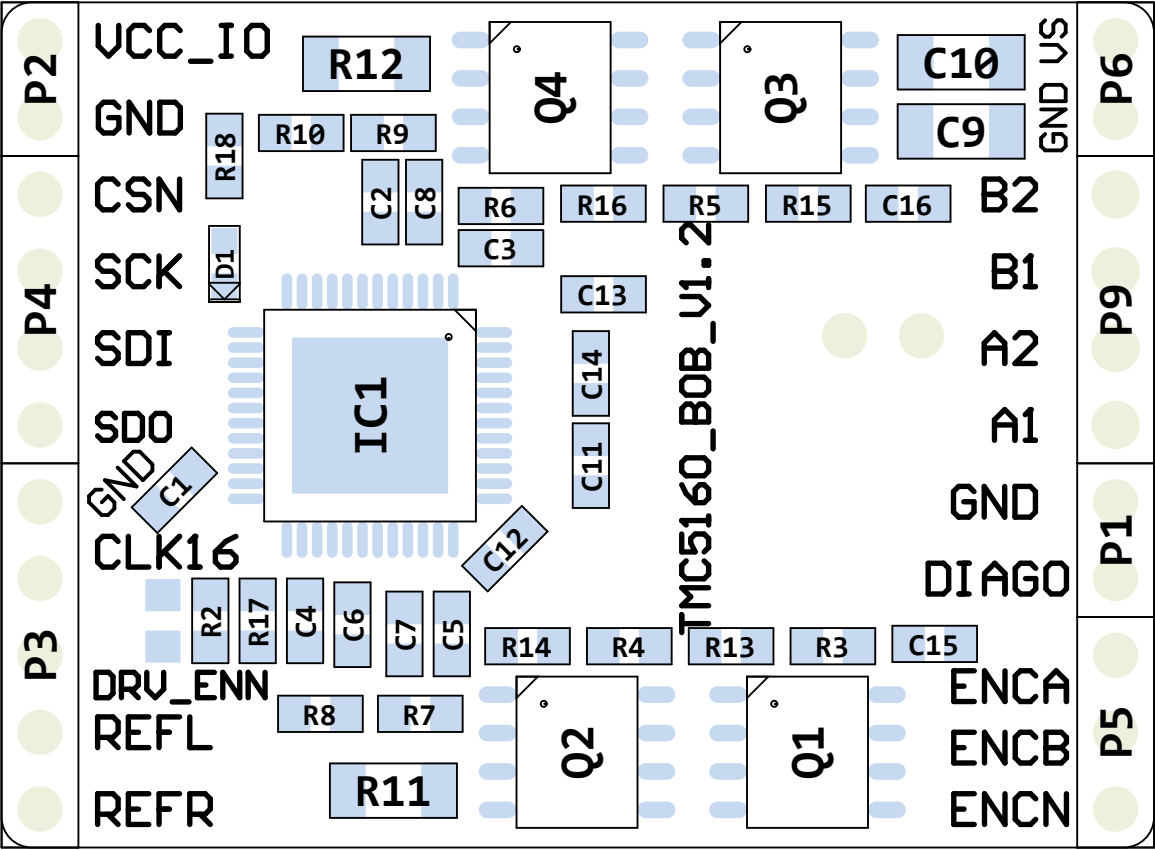 P2
VCC_IO
GND
P4
CSN
SCK
SDI
SDO
P3
GND
CLK16
DRV_ENN
REFL
REFR
R12
R18
R10
R9
C2
C8
D1
R6
C3
Q4
Q3
R16
R5
R15
C16
C10
C9
C13
C14
C11
IC1
C1
C12
TMC5160_BOB_V1.2
R2
R17
C4
C6
C7
C5
R14
R4
R13
R3
C15
R8
R7
R11
Q2
Q1
GND VS
P6
B2
B1
A2
A1
P9
GND
DIAG0
P1
ENCA
ENCB
ENCN
P5